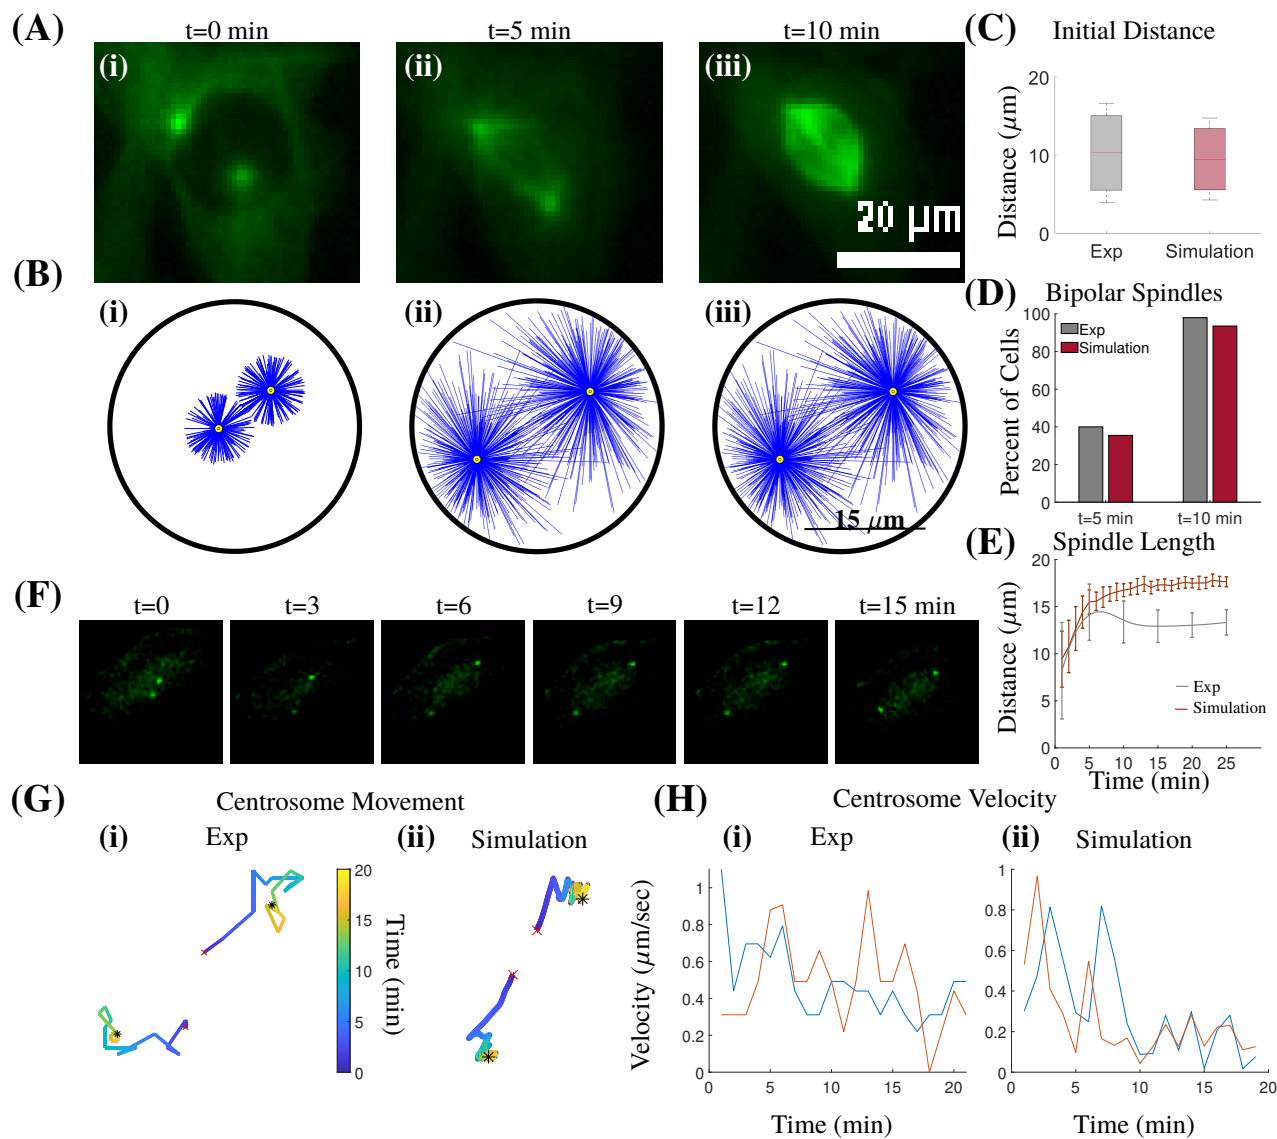 (A)
t=0 min
t=5 min
t=10 min
(i)
(ii)
(iii)
20 μm
(B)
(i)
(ii)
(iii)
15 μm
(C)
Initial Distance
Distance (μm)
20
10
0
Exp
Simulation
(D)
Bipolar Spindles
Percent of Cells
100
80
60
40
20
0
Exp
Simulation
t=5 min
t=10 min
(E)
Spindle Length
Distance (μm)
20
15
10
5
0
Exp
Simulation
0
5
10
15
20
25
Time (min)
(F)
t=0
t=3
t=6
t=9
t=12
t=15 min
(G)
Centrosome Movement
(i)
Exp
20
15
10
5
0
Time (min)
(ii)
Simulation
(H)
Centrosome Velocity
(i)
Exp
Velocity (μm/sec)
1
0.8
0.6
0.4
0.2
0
0
5
10
15
20
Time (min)
(ii)
Simulation
1
0.8
0.6
0.4
0.2
0
0
5
10
15
20
Time (min)